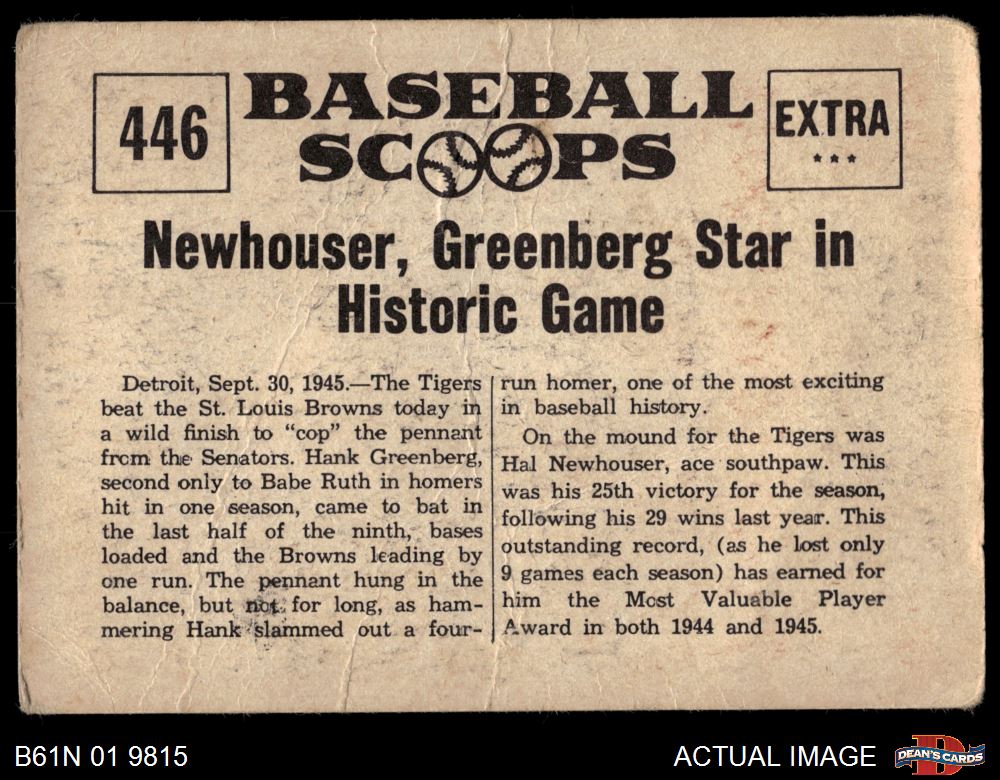 446
BASEBALL
SCOOPS
EXTRA
***
Newhouser, Greenberg Star in
Historic Game
Detroit, Sept. 30, 1945.—The Tigers
beat the St. Louis Browns today in
a wild finish to “cop” the pennant
from the Senators. Hank Greenberg,
second only to Babe Ruth in homers
hit in one season, came to bat in
the last half of the ninth, bases
loaded and the Browns leading by
one run. The pennant hung in the
balance, but not for long, as ham-
mering Hank slammed out a four-
run homer, one of the most exciting
in baseball history.
On the mound for the Tigers was
Hal Newhouser, ace southpaw. This
was his 25th victory for the season,
following his 29 wins last year. This
outstanding record, (as he lost only
9 games each season) has earned for
him the Most Valuable Player
Award in both 1944 and 1945.
B61N 01 9815
ACTUAL IMAGE
D
DEAN'S CARDS